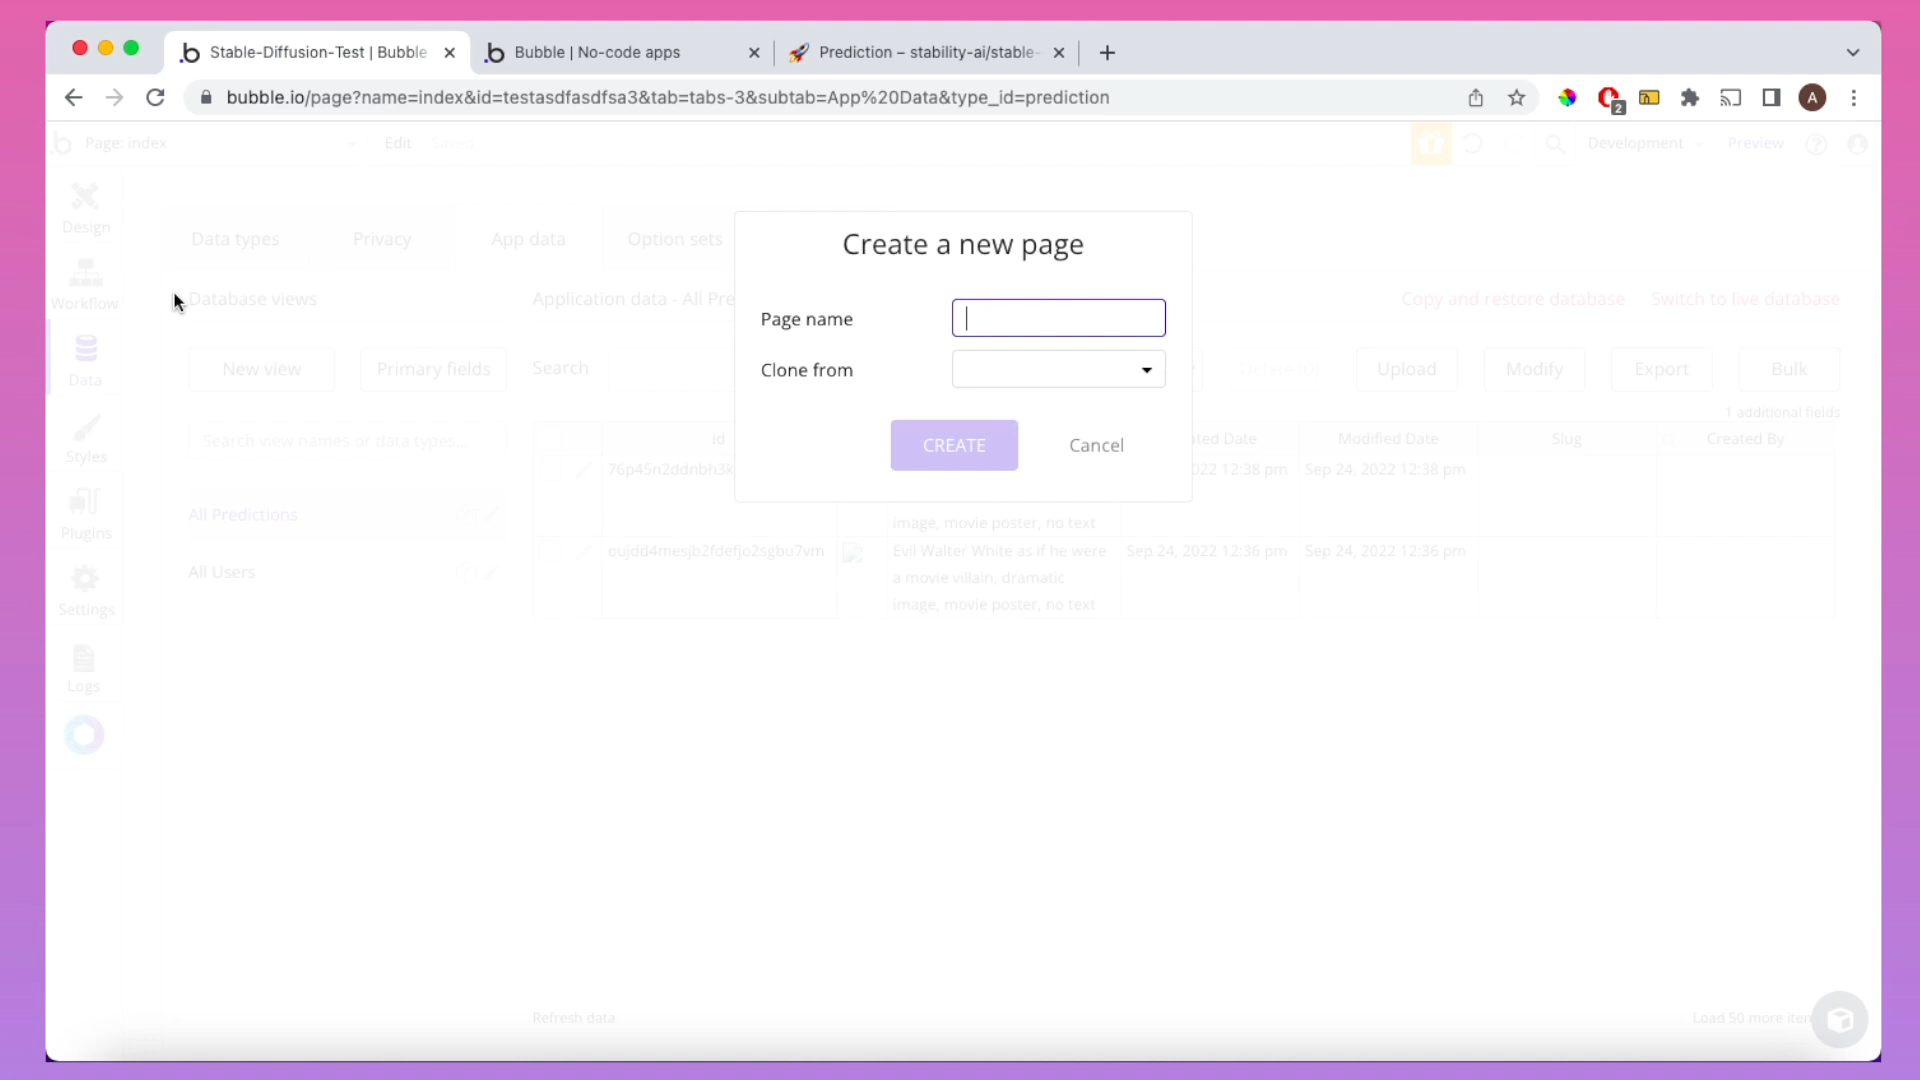 Stable-Diffusion-Test | Bubble
Bubble | No-code apps
Prediction – stability-ai/stable-
bubble.io/page?name=index&id=testasdfasdfsa3&tab=tabs-3&subtab=App%20Data&type_id=prediction
2
A
Page: index
Edit
Saved
Development
Preview
Design
Workflow
Data
Styles
Plugins
Settings
Logs
Data types
Privacy
App data
Option sets
Database views
Application data - All Pre
Copy and restore database
Switch to live database
New view
Primary fields
Search
Upload
Modify
Export
Bulk
1 additional fields
Search view names or data types...
All Predictions
All Users
Create a new page
Page name
Clone from
CREATE
Cancel
id
ated Date
Modified Date
Slug
Created By
76p45n2ddnbh3k
022 12:38 pm
Sep 24, 2022 12:38 pm
image, movie poster, no text
oujdd4mesjb2fdefjo2sgbu7vm
Evil Walter White as if he were
a movie villain, dramatic
image, movie poster, no text
Sep 24, 2022 12:36 pm
Sep 24, 2022 12:36 pm
Refresh data
Load 50 more iten